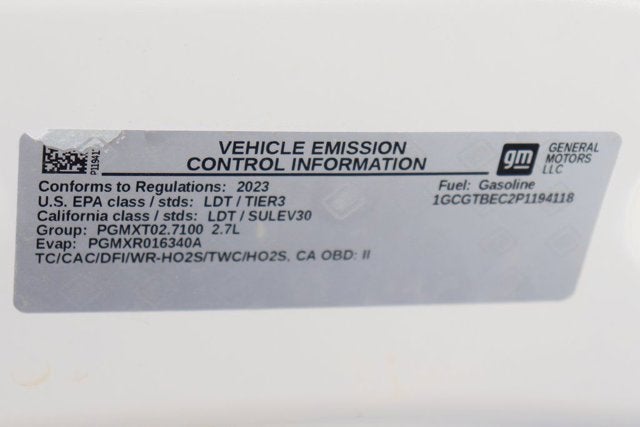 P119411
VEHICLE EMISSION
CONTROL INFORMATION
gm
GENERAL
MOTORS
LLC
Conforms to Regulations: 2023
U.S. EPA class / stds: LDT / TIER3
California class / stds: LDT / SULEV30
Group: PGMXT02.7100 2.7L
Evap: PGMXR016340A
TC/CAC/DFI/WR-HO2S/TWC/HO2S, CA OBD: II
Fuel: Gasoline
1GCGTBEC2P1194118